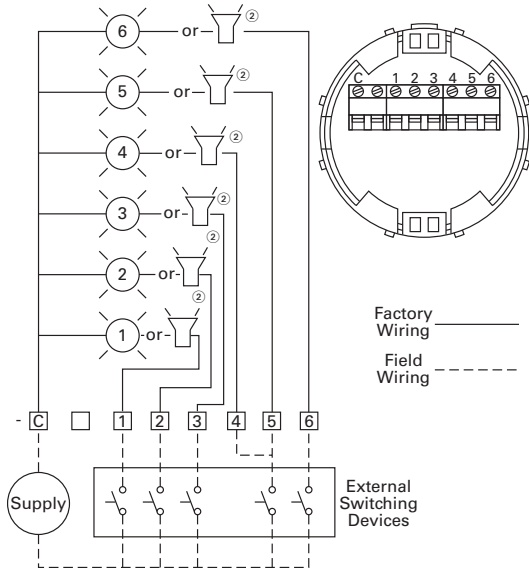 6 or ②
5 or ②
4 or ②
3 or ②
2 or ②
1 or ②
C 1 2 3 4 5 6
Factory
Wiring
Field
Wiring
- C 1 2 3 4 5 6
Supply
External
Switching
Devices